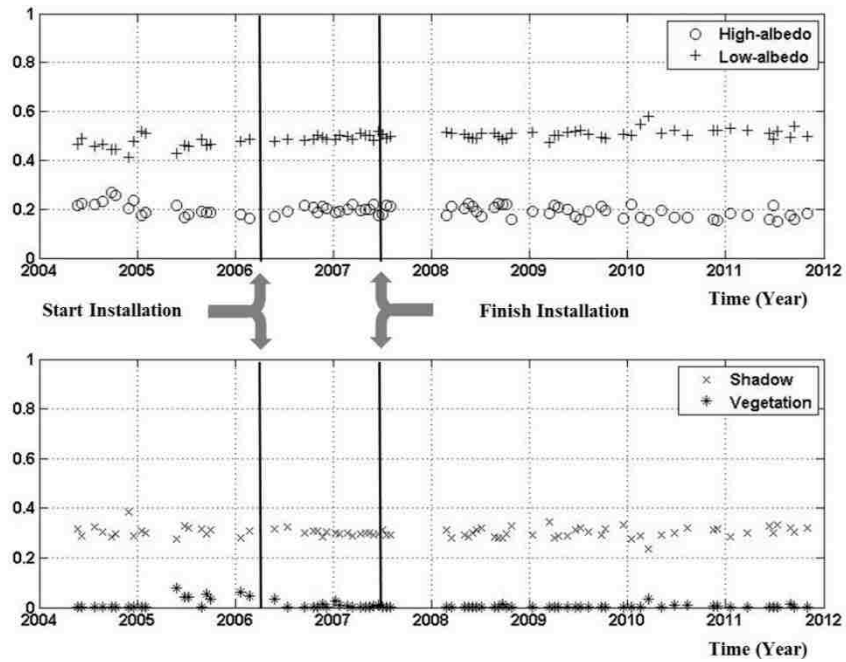 1
0.8
0.6
0.4
0.2
0
High-albedo
Low-albedo
2004 2005 2006 2007 2008 2009 2010 2011 2012
Time (Year)
Start Installation
Finish Installation
1
0.8
0.6
0.4
0.2
0
Shadow
Vegetation
2004 2005 2006 2007 2008 2009 2010 2011 2012
Time (Year)